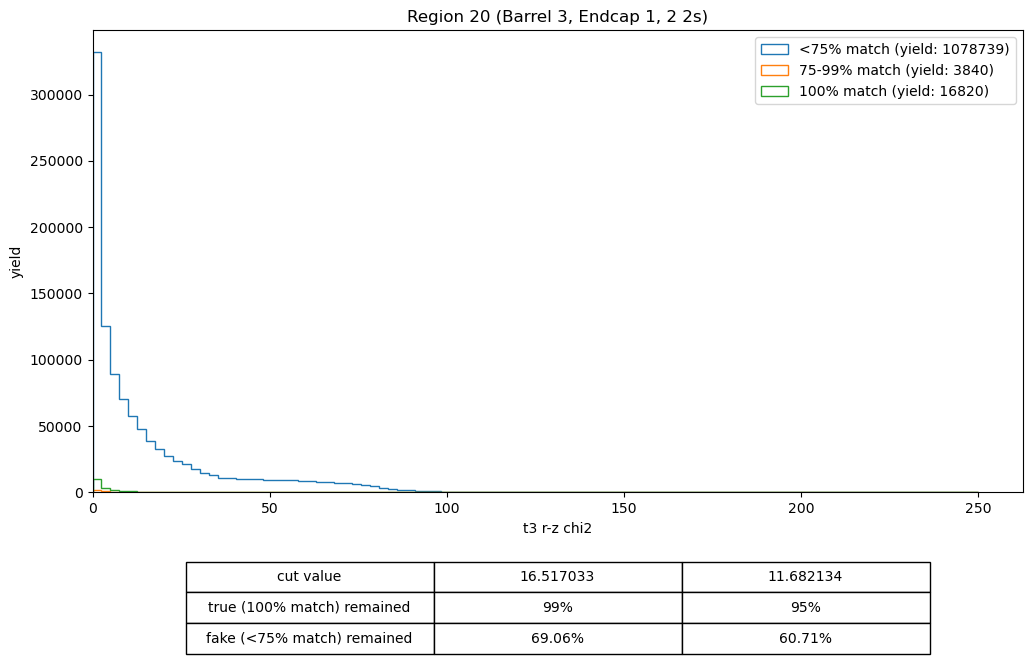 Region 20 (Barrel 3, Endcap 1, 2 2s)
<75% match (yield: 1078739)
75-99% match (yield: 3840)
100% match (yield: 16820)
yield
300000
250000
200000
150000
100000
50000
0
0 50 100 150 200 250
t3 r-z chi2
cut value 16.517033 11.682134
true (100% match) remained 99% 95%
fake (<75% match) remained 69.06% 60.71%